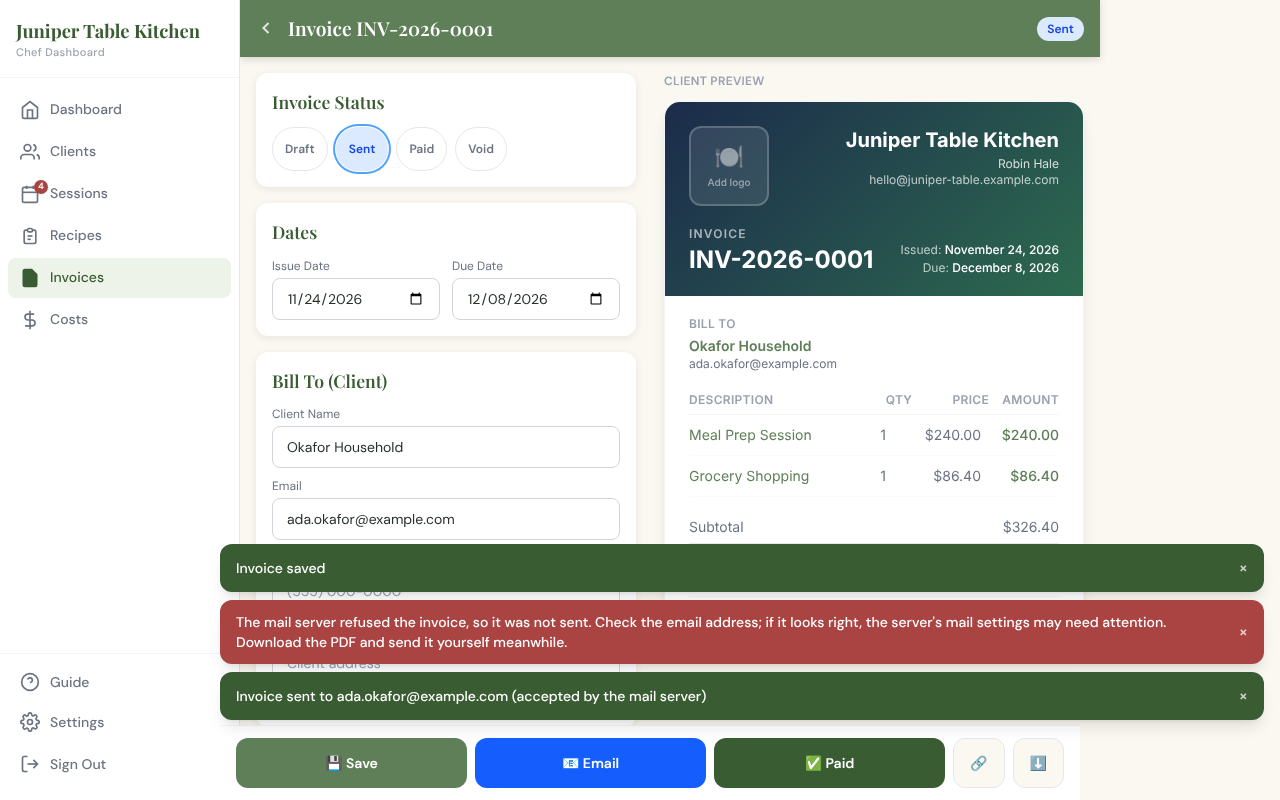 Juniper Table Kitchen
Chef Dashboard
Dashboard
Clients
4
Sessions
Recipes
Invoices
Costs
Guide
Settings
Sign Out
Invoice INV-2026-0001
Sent
Invoice Status
Draft
Sent
Paid
Void
Dates
Issue Date
Due Date
11/24/2026
12/08/2026
Bill To (Client)
Client Name
Okafor Household
Email
ada.okafor@example.com
(555) 000-0000
Client address
CLIENT PREVIEW
Add logo
Juniper Table Kitchen
Robin Hale
hello@juniper-table.example.com
INVOICE
INV-2026-0001
Issued: November 24, 2026
Due: December 8, 2026
BILL TO
Okafor Household
ada.okafor@example.com
DESCRIPTION QTY PRICE AMOUNT
Meal Prep Session 1 $240.00 $240.00
Grocery Shopping 1 $86.40 $86.40
Subtotal $326.40
Invoice saved ×
The mail server refused the invoice, so it was not sent. Check the email address; if it looks right, the server's mail settings may need attention.
Download the PDF and send it yourself meanwhile. ×
Invoice sent to ada.okafor@example.com (accepted by the mail server) ×
Save
Email
Paid